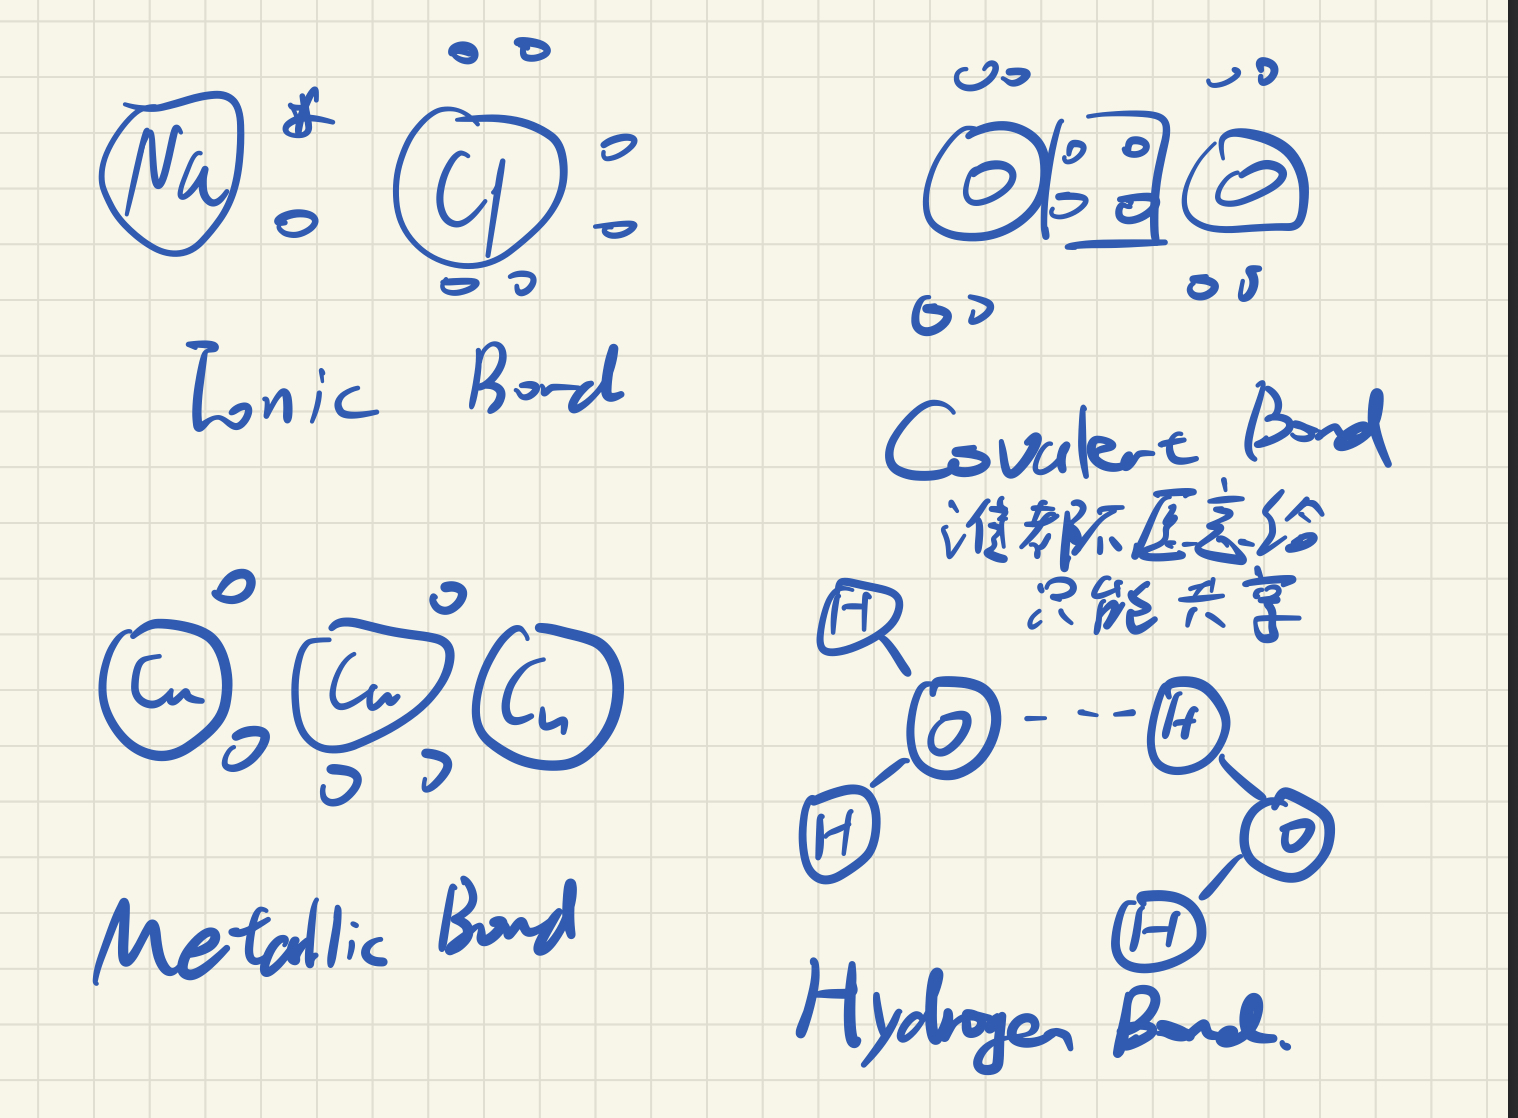 Na Cl
O O
Ionic Bond
Covalent Bond
谁都不愿意给
只能共享
Cu Cu Cu
H
O H
H O
H
Metallic Bond
Hydrogen Bond.